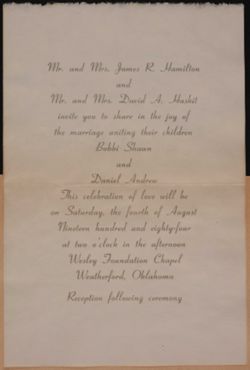 Mr. and Mrs. James R. Hamilton
and
Mr. and Mrs. David A. Haskit
invite you to share in the joy of
the marriage uniting their children
Bobbi Shawn
and
Daniel Andrew
This celebration of love will be
on Saturday, the fourth of August
Nineteen hundred and eighty-four
at two o'clock in the afternoon
Wesley Foundation Chapel
Weatherford, Oklahoma
Reception following ceremony